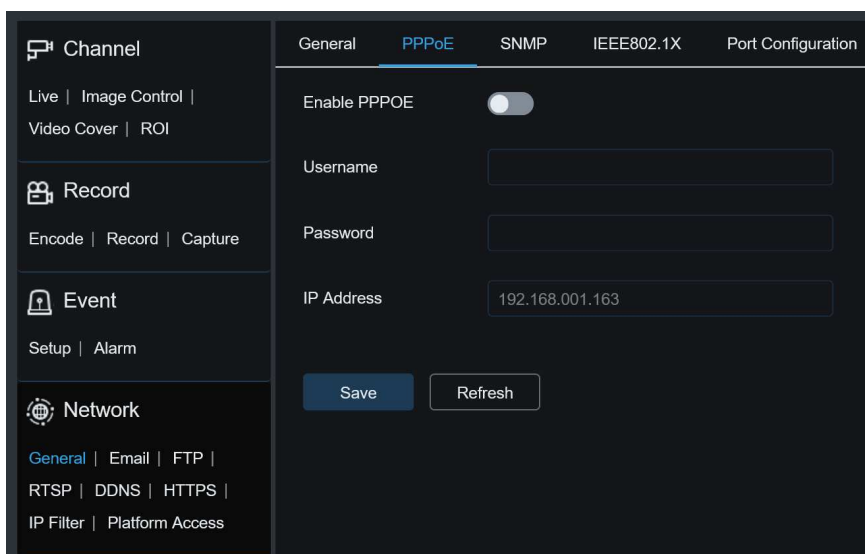 Channel
Live | Image Control |
Video Cover | ROI
Record
Encode | Record | Capture
Event
Setup | Alarm
Network
General | Email | FTP |
RTSP | DDNS | HTTPS |
IP Filter | Platform Access
General PPPoE SNMP IEEE802.1X Port Configuration
Enable PPPOE
Username
Password
IP Address 192.168.001.163
Save Refresh